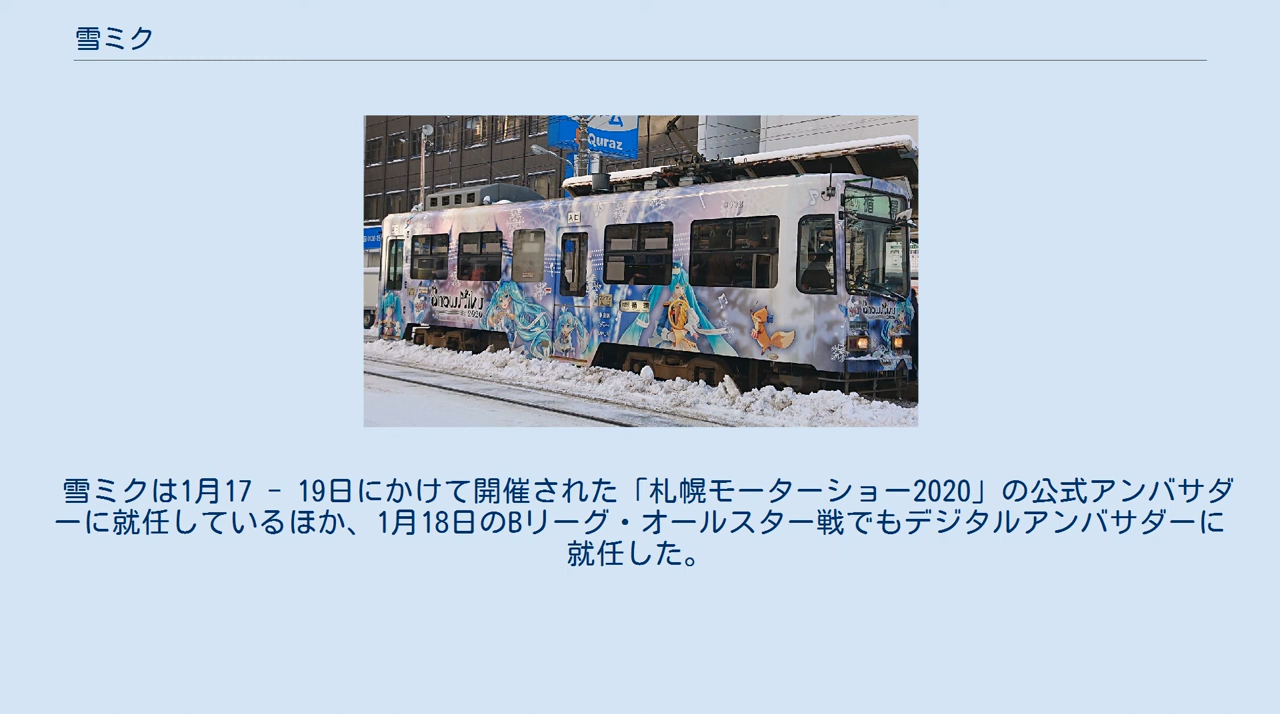 雪ミク
Quraz
入口
2020
雪ミクは1月17 - 19日にかけて開催された「札幌モーターショー2020」の公式アンバサダ
ーに就任しているほか、1月18日のBリーグ・オールスター戦でもデジタルアンバサダーに
就任した。